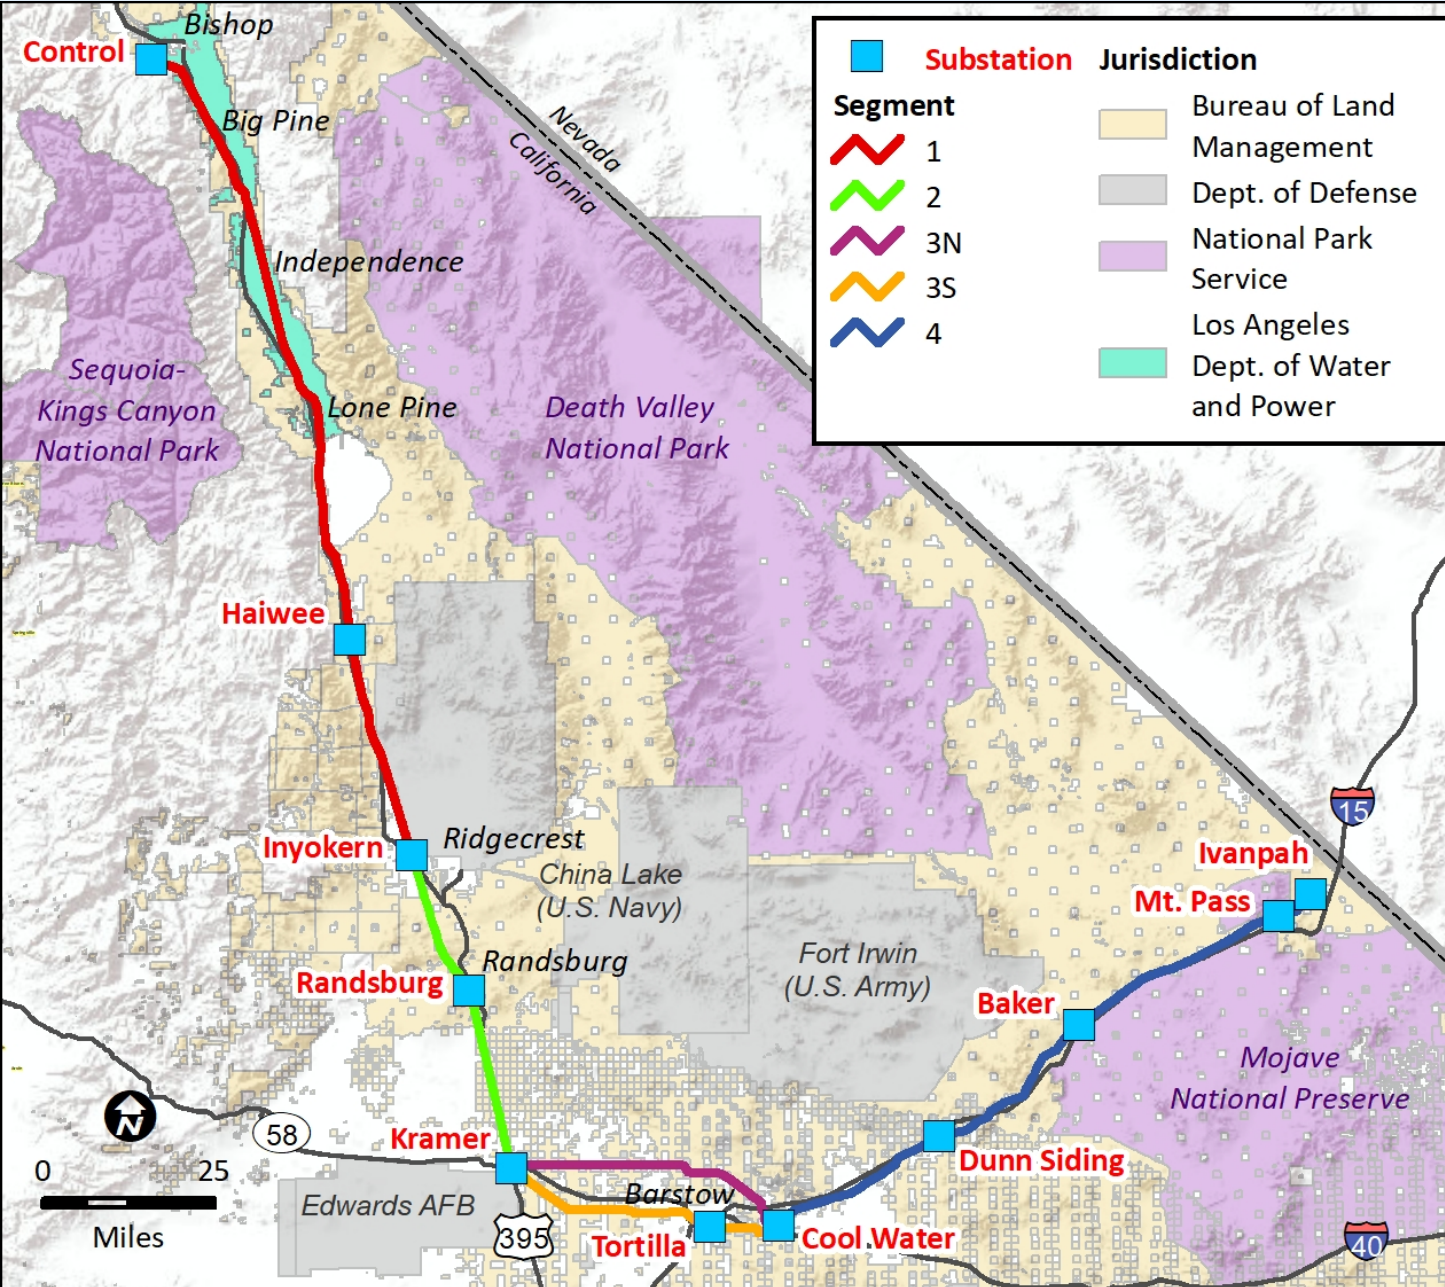 Bishop
Control
Big Pine
Nevada
California
Independence
Sequoia-
Kings Canyon
National Park
Lone Pine
Death Valley
National Park
Haiwee
Inyokern
Ridgecrest
China Lake
(U.S. Navy)
Randsburg
Randsburg
Fort Irwin
(U.S. Army)
15
Ivanpah
Mt. Pass
Baker
Mojave
National Preserve
N
58
Kramer
0 25
Miles
Edwards AFB
395
Barstow
Tortilla
Cool Water
Dunn Siding
40
Substation
Segment
1
2
3N
3S
4
Jurisdiction
Bureau of Land
Management
Dept. of Defense
National Park
Service
Los Angeles
Dept. of Water
and Power